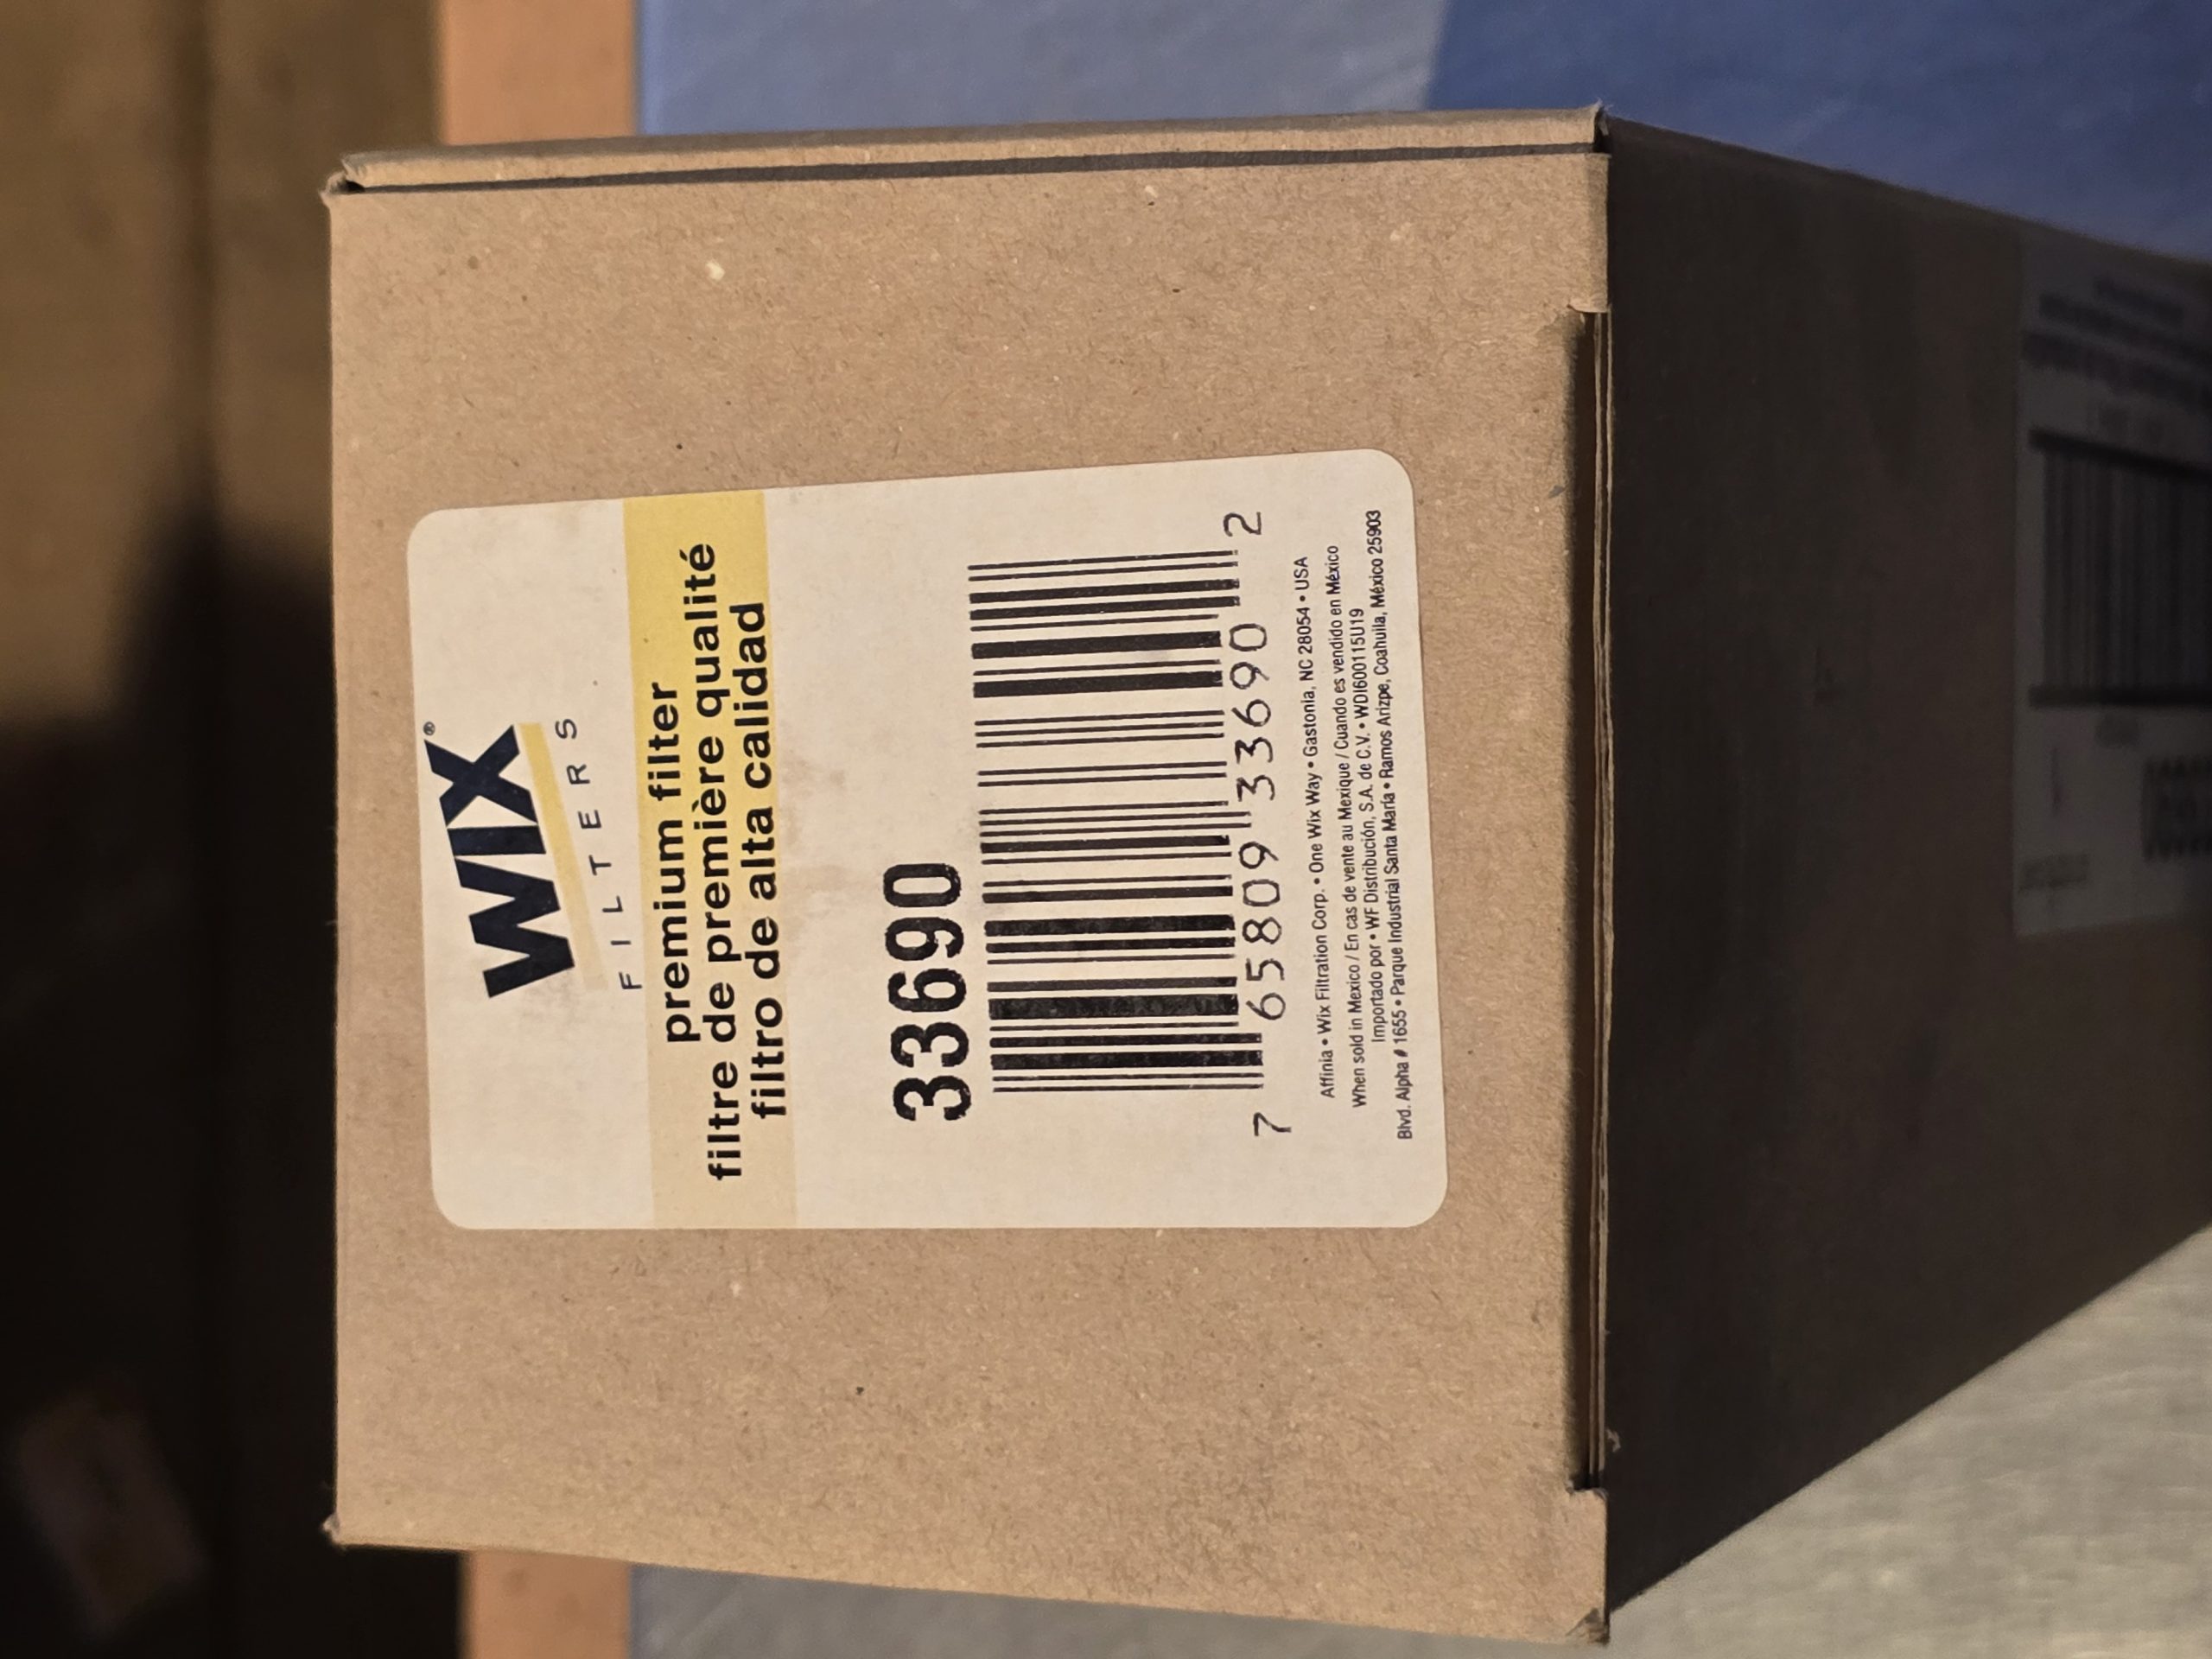 WIX®
FILTERS
premium filter
filtre de première qualité
filtro de alta calidad
33690
7 65809 33690 2
Affinia • Wix Filtration Corp. • One Wix Way • Gastonia, NC 28054 • USA
When sold in Mexico / En cas de vente au Mexique / Cuando es vendido en México
Importado por • WF Distribución, S.A. de C.V. • WDI600115U19
Blvd. Alpha # 1655 • Parque Industrial Santa María • Ramos Arizpe, Coahuila, México 25903